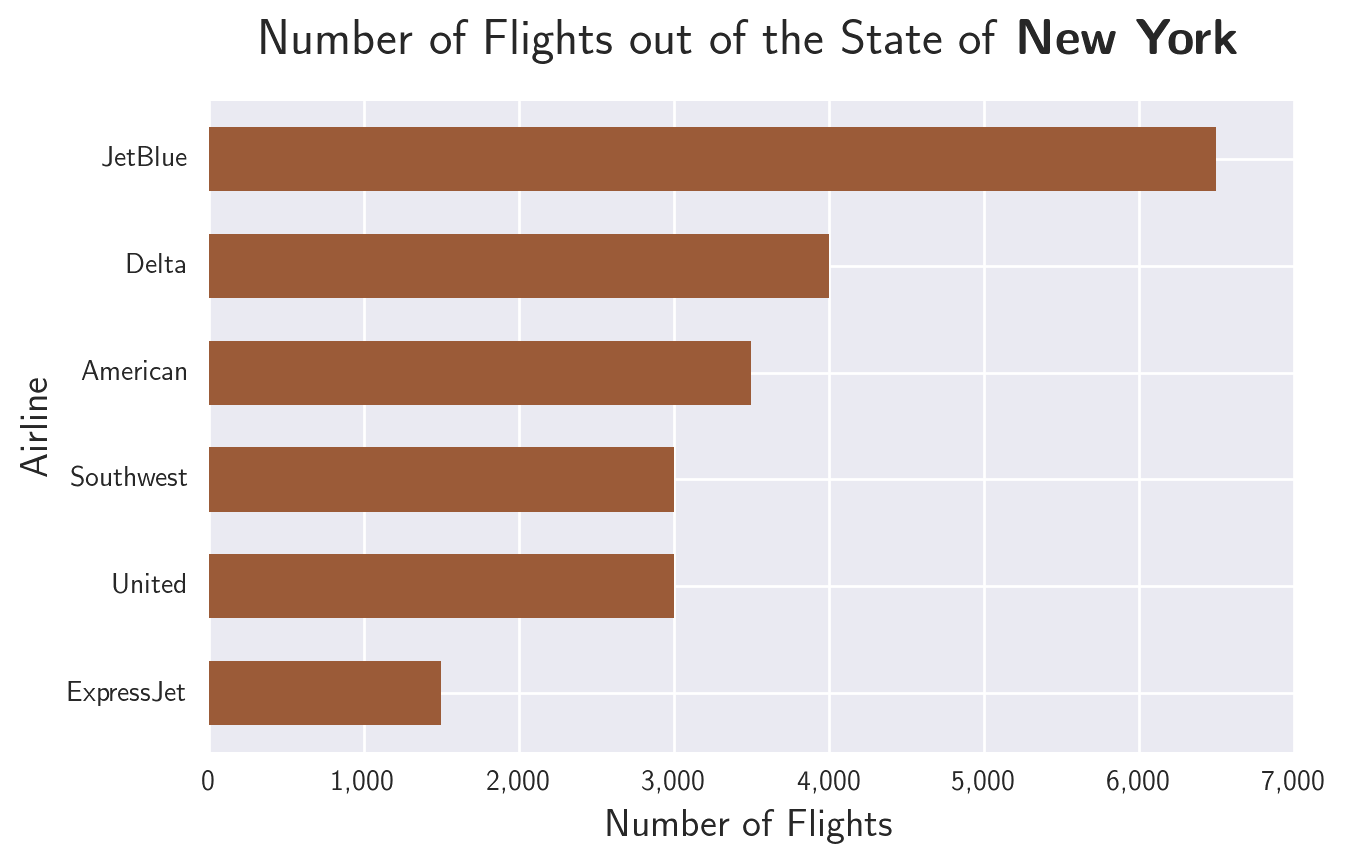 Number of Flights out of the State of New York
JetBlue
Delta
American
Southwest
United
ExpressJet
Airline
0 1,000 2,000 3,000 4,000 5,000 6,000 7,000
Number of Flights